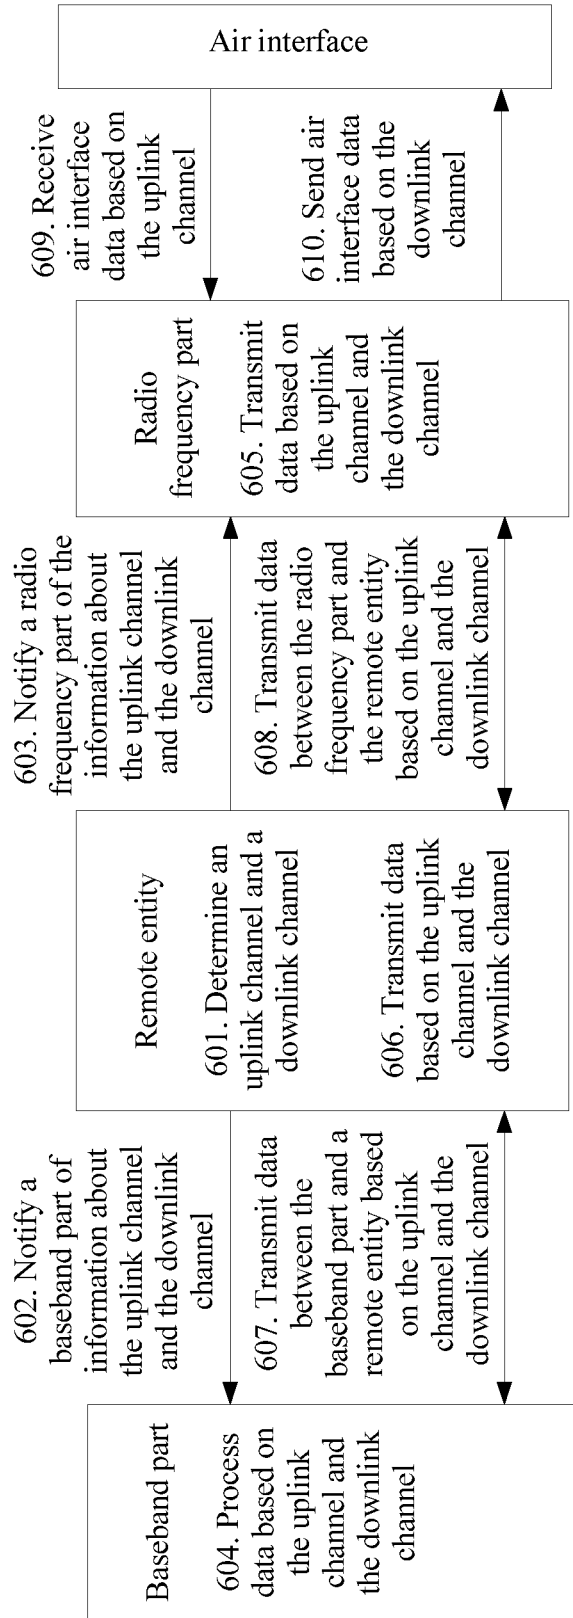 Baseband part
604. Process
data based on
the uplink
channel and
the downlink
channel
602. Notify a
baseband part of
information about
the uplink channel
and the downlink
channel
607. Transmit data
between the
baseband part and a
remote entity based
on the uplink
channel and the
downlink channel
Remote entity
601. Determine an
uplink channel and a
downlink channel
606. Transmit data
based on the uplink
channel and the
downlink channel
603. Notify a radio
frequency part of the
information about
the uplink channel
and the downlink
channel
608. Transmit data
between the radio
frequency part and
the remote entity
based on the uplink
channel and the
downlink channel
Radio
frequency part
605. Transmit
data based on
the uplink
channel and
the downlink
channel
609. Receive
air interface
data based on
the uplink
channel
610. Send air
interface data
based on the
downlink
channel
Air interface